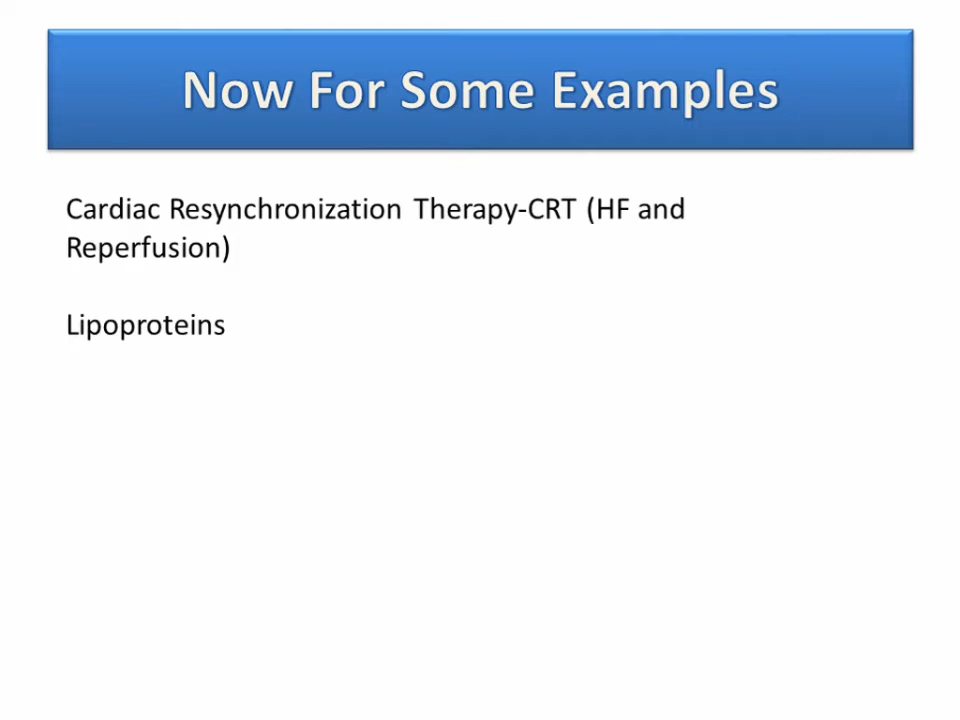 Now For Some Examples
Cardiac Resynchronization Therapy-CRT (HF and
Reperfusion)
Lipoproteins